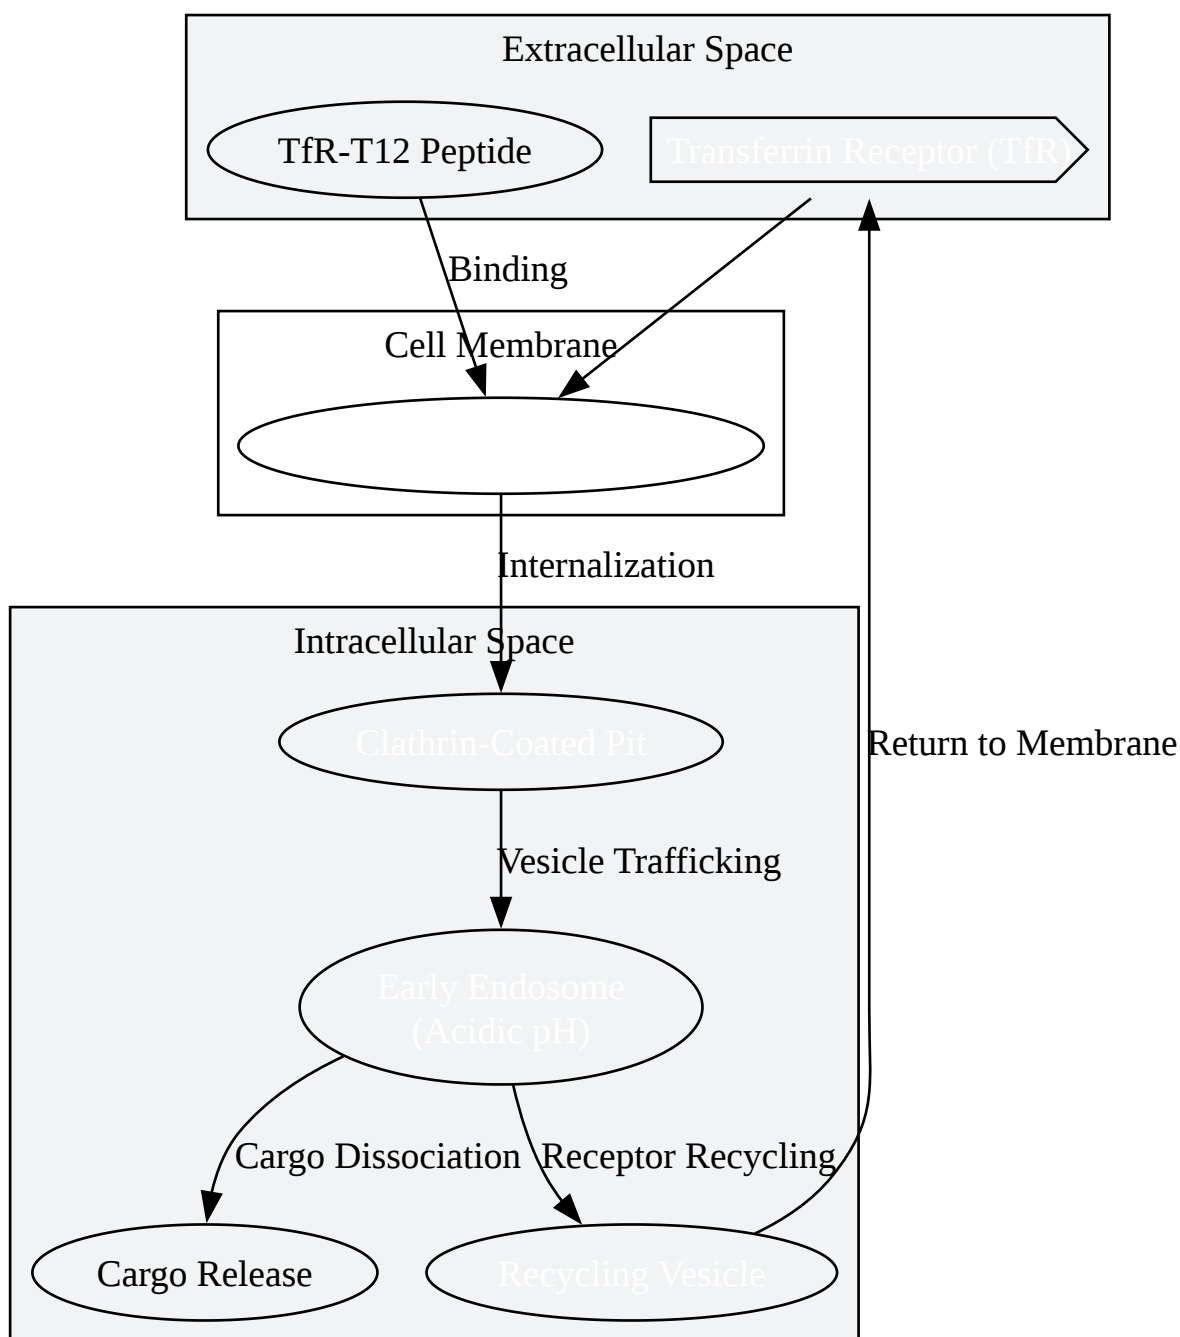 Extracellular Space
TfR-T12 Peptide
Transferrin Receptor (TfR)
Binding
Cell Membrane
Internalization
Intracellular Space
Clathrin-Coated Pit
Return to Membrane
Vesicle Trafficking
Early Endosome
(Acidic pH)
Cargo Dissociation
Receptor Recycling
Cargo Release
Recycling Vesicle